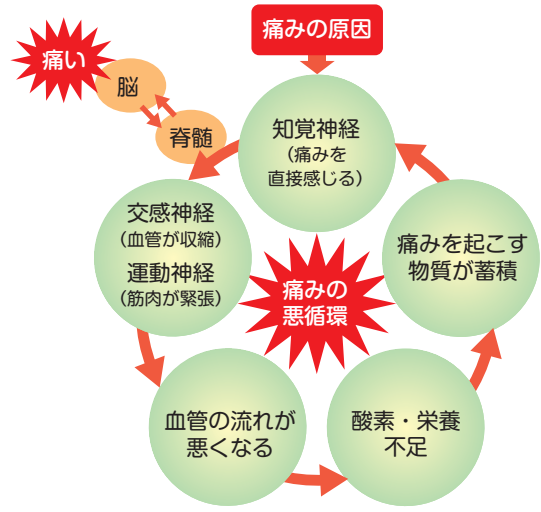 痛みの原因
痛い
脳
脊髄
知覚神経
（痛みを
直接感じる）
交感神経
（血管が収縮）
運動神経
（筋肉が緊張）
痛みの
悪循環
痛みを起こす
物質が蓄積
血管の流れが
悪くなる
酸素・栄養
不足